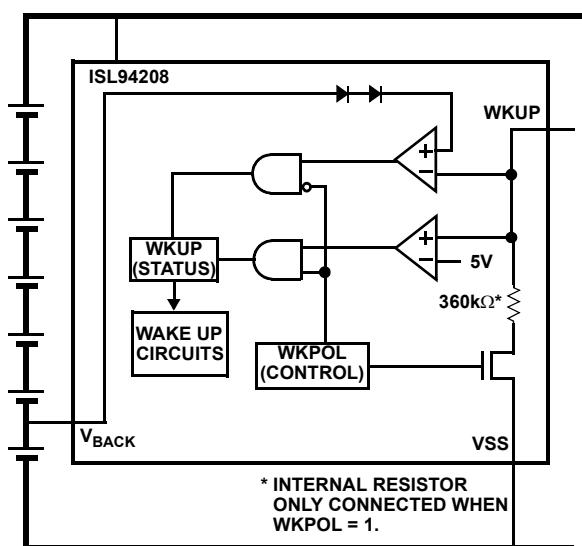 ISL94208
WKUP
+
−
WKUP
(STATUS)
+
−
5V
360kΩ*
WAKE UP
CIRCUITS
WKPOL
(CONTROL)
VBACK
VSS
* INTERNAL RESISTOR
ONLY CONNECTED WHEN
WKPOL = 1.